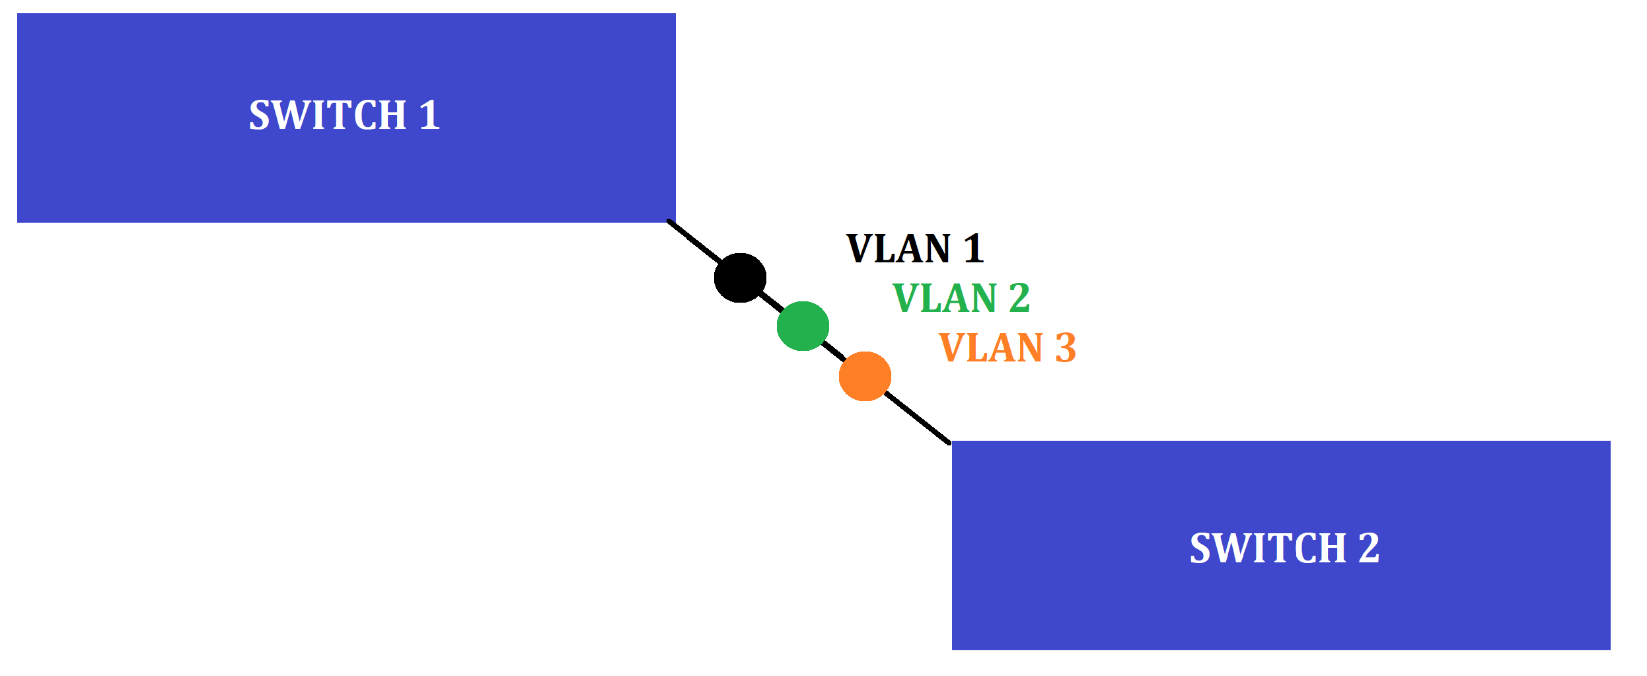 SWITCH 1
VLAN 1
VLAN 2
VLAN 3
SWITCH 2